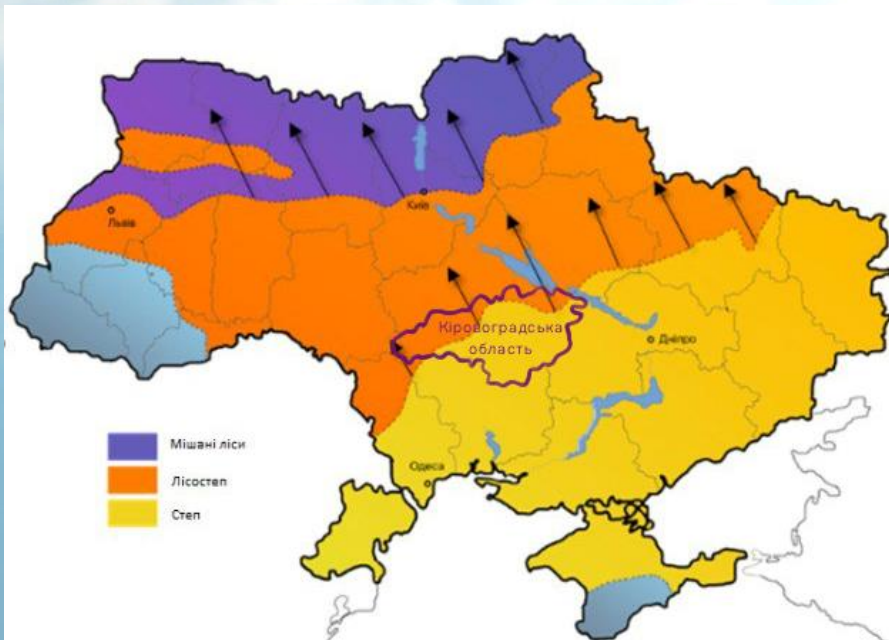 Київ
Львів
Кіровоградська
область
Дніпро
Мішані ліси
Лісостеп
Одеса
Степ